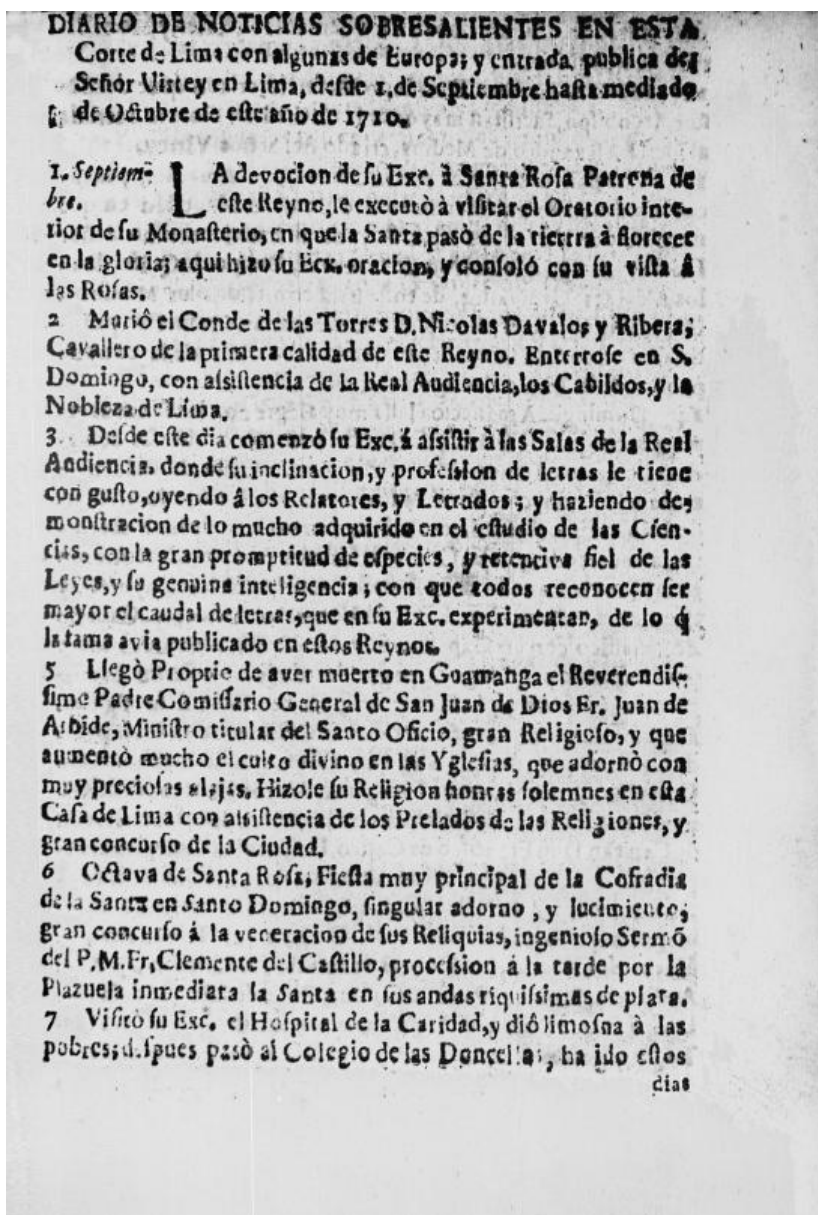 DIARIO DE NOTICIAS SOBRESALIENTES EN ESTA
Corte de Lima con algunas de Europa; y entrada publica del
Señor Virrey en Lima, desde 1. de Septiembre hasta mediado
de Octubre de este año de 1710.
1. Septiem- LA devocion de su Exc. à Santa Rosa Patrona de
bre. este Reyno, le executò à visitar el Oratorio inte-
rior de su Monasterio, en que la Santa pasò de la tierrra à florecer
en la gloria; aqui hizo su Ecx. oracion, y consoló con su vista á
las Rosas.
2 Murió el Conde de las Torres D. Nicolas Davalos y Ribera;
Cavallero de la primera calidad de este Reyno. Enterrose en S.
Domingo, con asistencia de la Real Audiencia, los Cabildos, y la
Nobleza de Lima.
3. Desde este dia comenzó su Exc. á assistir à las Salas de la Real
Audiencia, donde su inclinacion, y profession de letras le tiene
con gusto, oyendo á los Relatores, y Letrados; y haziendo de-
monstracion de lo mucho adquirido en el estudio de las Cíen-
cias, con la gran promptitud de especies, y retentiva fiel de las
Leyes, y su genuina inteligencia; con que todos reconocen ser
mayor el caudal de letras, que en su Exc. experimentan, de lo q̃
la fama avia publicado en estos Reynos.
5 Llegò Proprio de aver muerto en Guamanga el Reverendis-
simo Padre Comissario General de San Juan de Dios Fr. Juan de
Arbide, Ministro titular del Santo Oficio, gran Religioso, y que
aumentò mucho el culto divino en las Yglesias, que adornò con
muy preciosas alajas. Hizole su Religion honras solemnes en esta
Casa de Lima con assistencia de los Prelados de las Religiones, y
gran concurso de la Ciudad.
6 Octava de Santa Rosa, Fiesta muy principal de la Cofradia
de la Santa en Santo Domingo, singular adorno, y lucimiento,
gran concurso á la veneracion de sus Reliquias, ingenioso Sermõ
del P. M. Fr. Clemente del Castillo, procession á la tarde por la
Plazuela inmediata la Santa en sus andas riquissimas de plata.
7 Visitò su Exc. el Hospital de la Caridad, y diò limosna à las
pobres; despues pasò al Colegio de las Doncellas, ha ido estos
dias